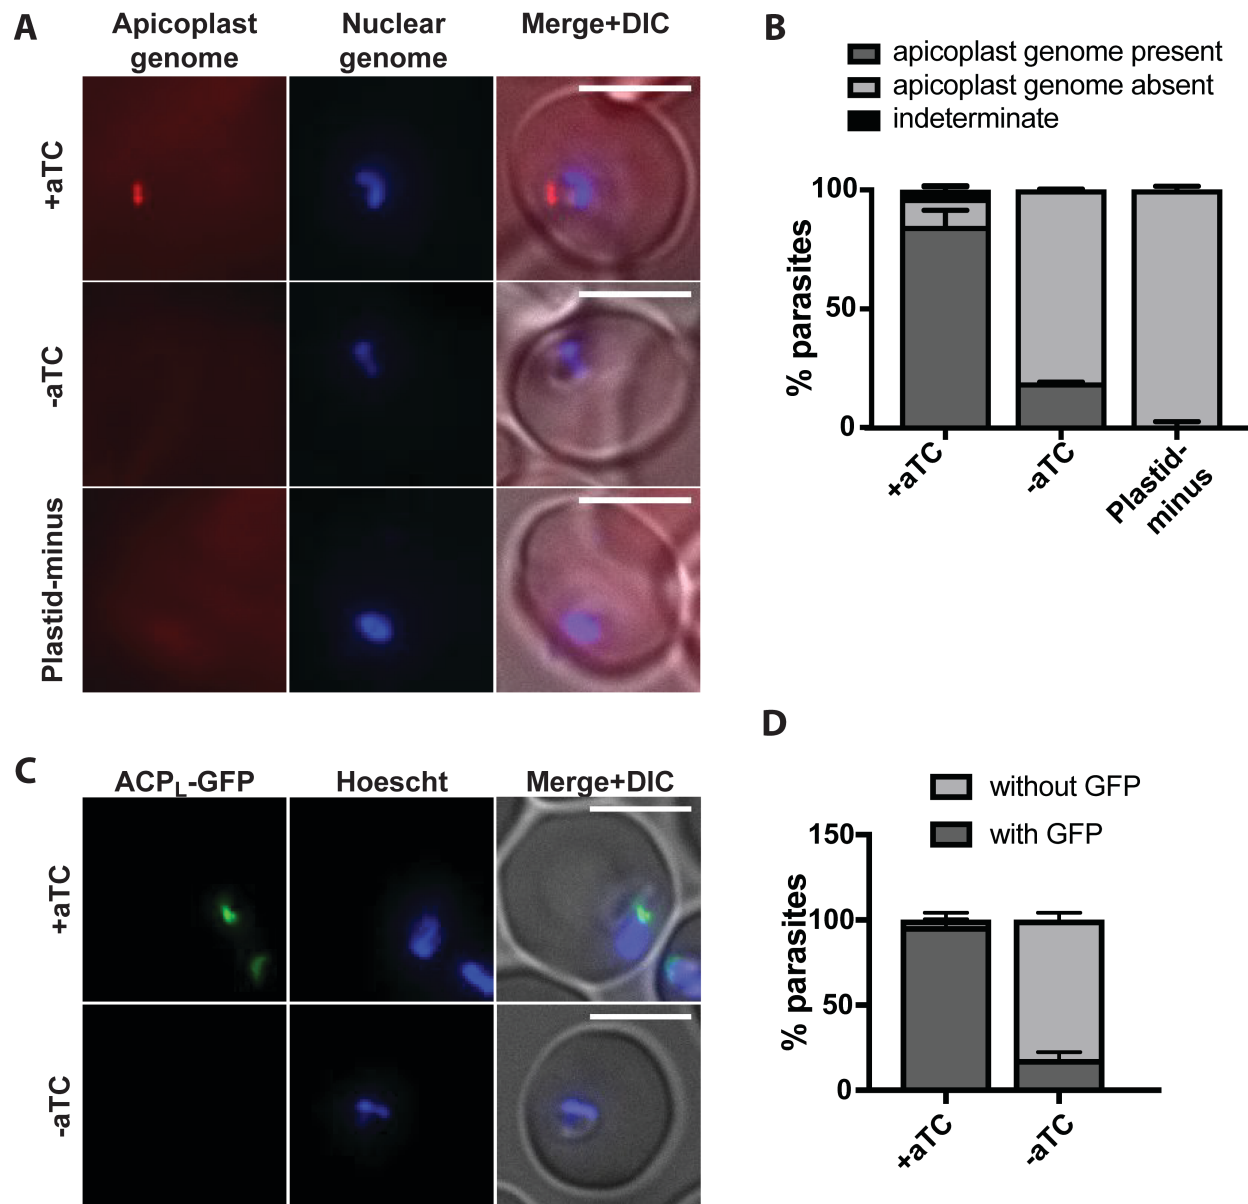 A
Apicoplast
genome
Nuclear
genome
Merge+DIC
+aTC
-aTC
Plastid-minus
B
apicoplast genome present
apicoplast genome absent
indeterminate
% parasites
100
50
0
+aTC
-aTC
Plastid-
minus
C
ACPL-GFP
Hoescht
Merge+DIC
+aTC
-aTC
D
without GFP
with GFP
% parasites
150
100
50
0
+aTC
-aTC